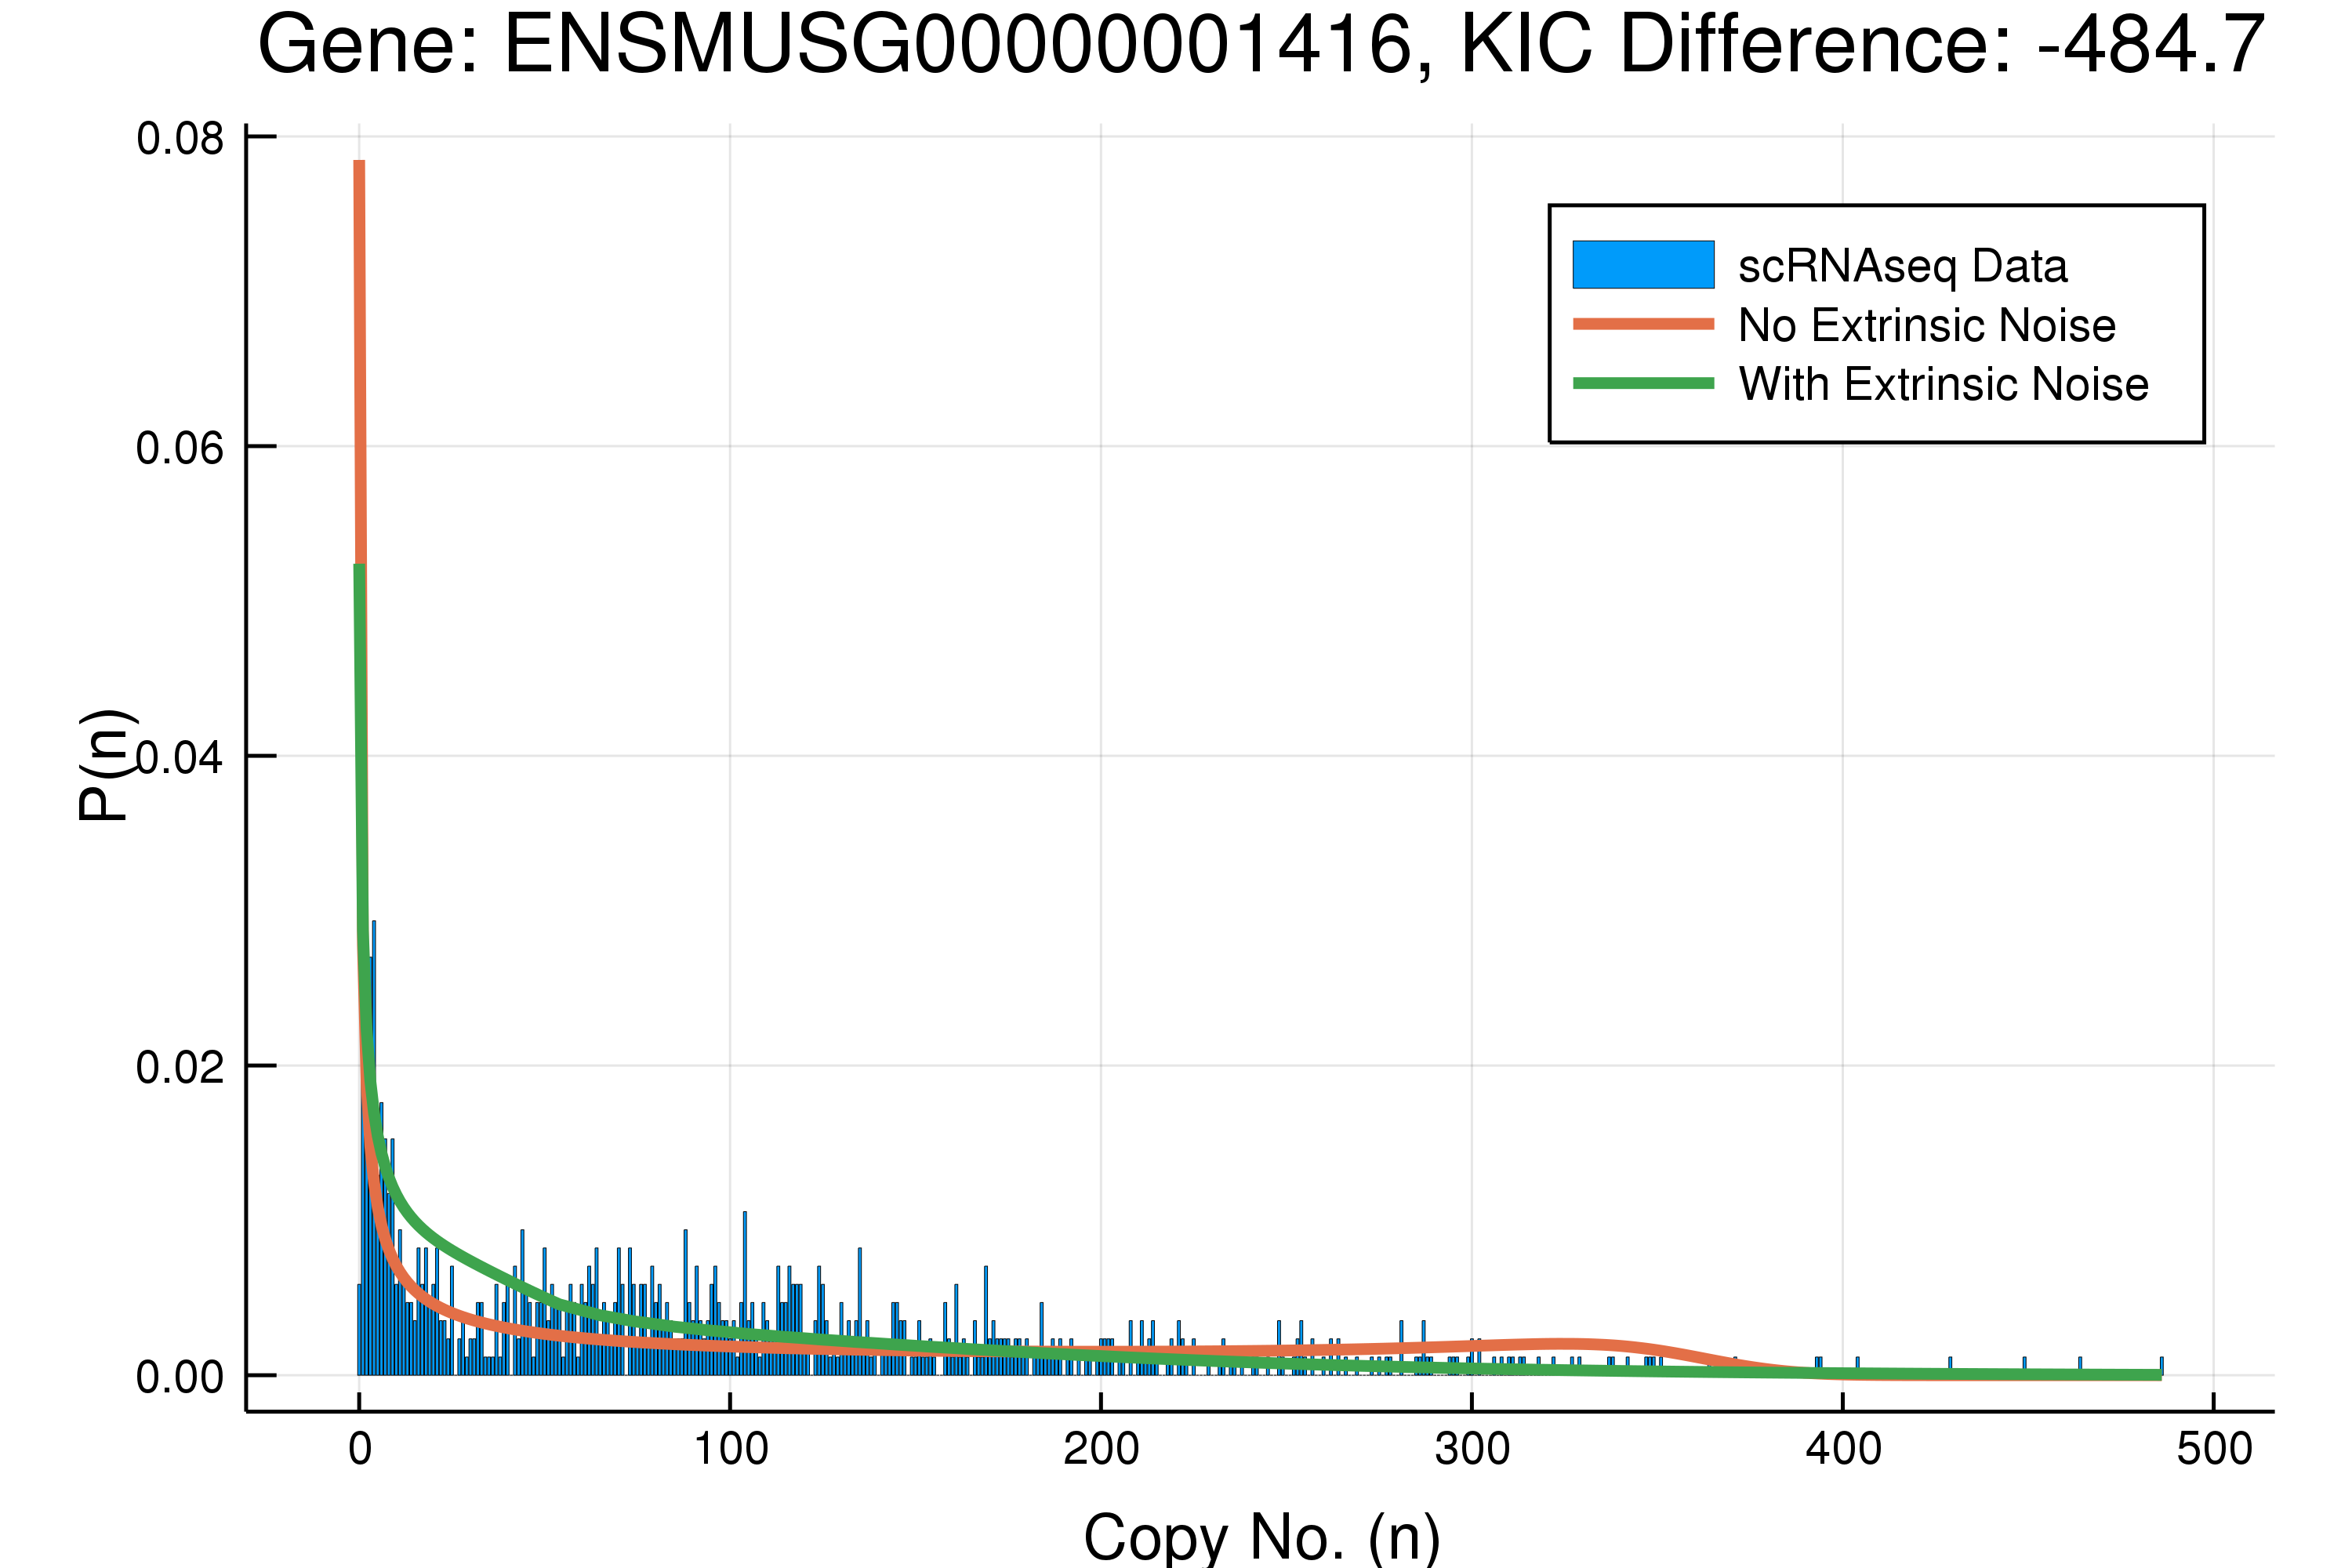 Gene: ENSMUSG00000001416, KIC Difference: -484.7
0.08
0.06
0.04
0.02
0.00
P(n)
scRNAseq Data
No Extrinsic Noise
With Extrinsic Noise
0 100 200 300 400 500
Copy No. (n)